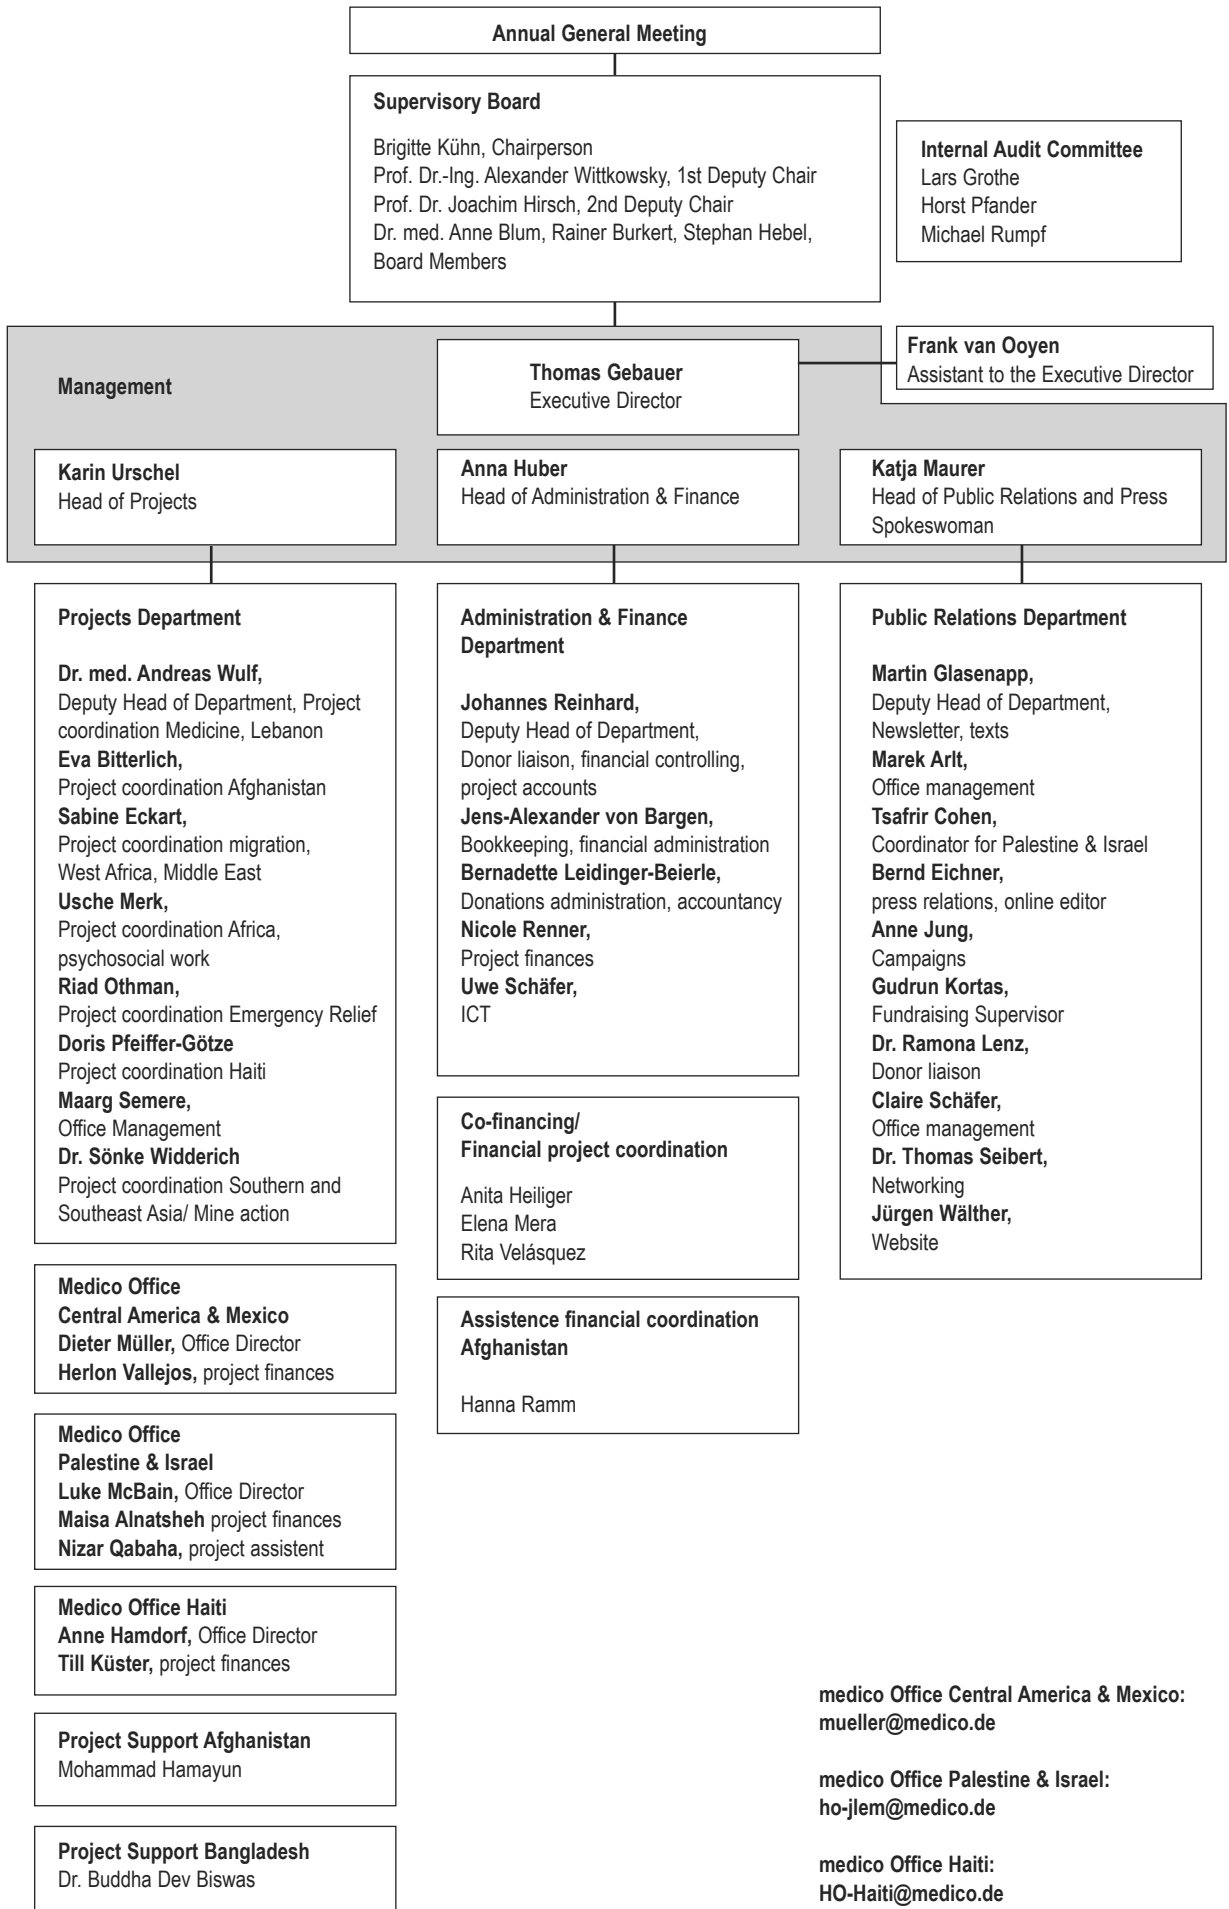 Annual General Meeting
Supervisory Board
Brigitte Kühn, Chairperson
Prof. Dr.-Ing. Alexander Wittkowsky, 1st Deputy Chair
Prof. Dr. Joachim Hirsch, 2nd Deputy Chair
Dr. med. Anne Blum, Rainer Burkert, Stephan Hebel,
Board Members
Internal Audit Committee
Lars Grothe
Horst Pfander
Michael Rumpf
Management
Thomas Gebauer
Executive Director
Frank van Ooyen
Assistant to the Executive Director
Karin Urschel
Head of Projects
Anna Huber
Head of Administration & Finance
Katja Maurer
Head of Public Relations and Press
Spokeswoman
Projects Department
Dr. med. Andreas Wulf,
Deputy Head of Department, Project
coordination Medicine, Lebanon
Eva Bitterlich,
Project coordination Afghanistan
Sabine Eckart,
Project coordination migration,
West Africa, Middle East
Usche Merk,
Project coordination Africa,
psychosocial work
Riad Othman,
Project coordination Emergency Relief
Doris Pfeiffer-Götze
Project coordination Haiti
Maarg Semere,
Office Management
Dr. Sönke Widderich
Project coordination Southern and
Southeast Asia/ Mine action
Medico Office
Central America & Mexico
Dieter Müller, Office Director
Herlon Vallejos, project finances
Medico Office
Palestine & Israel
Luke McBain, Office Director
Maisa Alnatsheh project finances
Nizar Qabaha, project assistent
Medico Office Haiti
Anne Hamdorf, Office Director
Till Küster, project finances
Project Support Afghanistan
Mohammad Hamayun
Project Support Bangladesh
Dr. Buddha Dev Biswas
Administration & Finance
Department
Johannes Reinhard,
Deputy Head of Department,
Donor liaison, financial controlling,
project accounts
Jens-Alexander von Bargen,
Bookkeeping, financial administration
Bernadette Leidinger-Beierle,
Donations administration, accountancy
Nicole Renner,
Project finances
Uwe Schäfer,
ICT
Co-financing/
Financial project coordination
Anita Heiliger
Elena Mera
Rita Velásquez
Assistence financial coordination
Afghanistan
Hanna Ramm
Public Relations Department
Martin Glasenapp,
Deputy Head of Department,
Newsletter, texts
Marek Arlt,
Office management
Tsafrir Cohen,
Coordinator for Palestine & Israel
Bernd Eichner,
press relations, online editor
Anne Jung,
Campaigns
Gudrun Kortas,
Fundraising Supervisor
Dr. Ramona Lenz,
Donor liaison
Claire Schäfer,
Office management
Dr. Thomas Seibert,
Networking
Jürgen Wälther,
Website
medico Office Central America & Mexico:
mueller@medico.de
medico Office Palestine & Israel:
ho-jlem@medico.de
medico Office Haiti:
HO-Haiti@medico.de